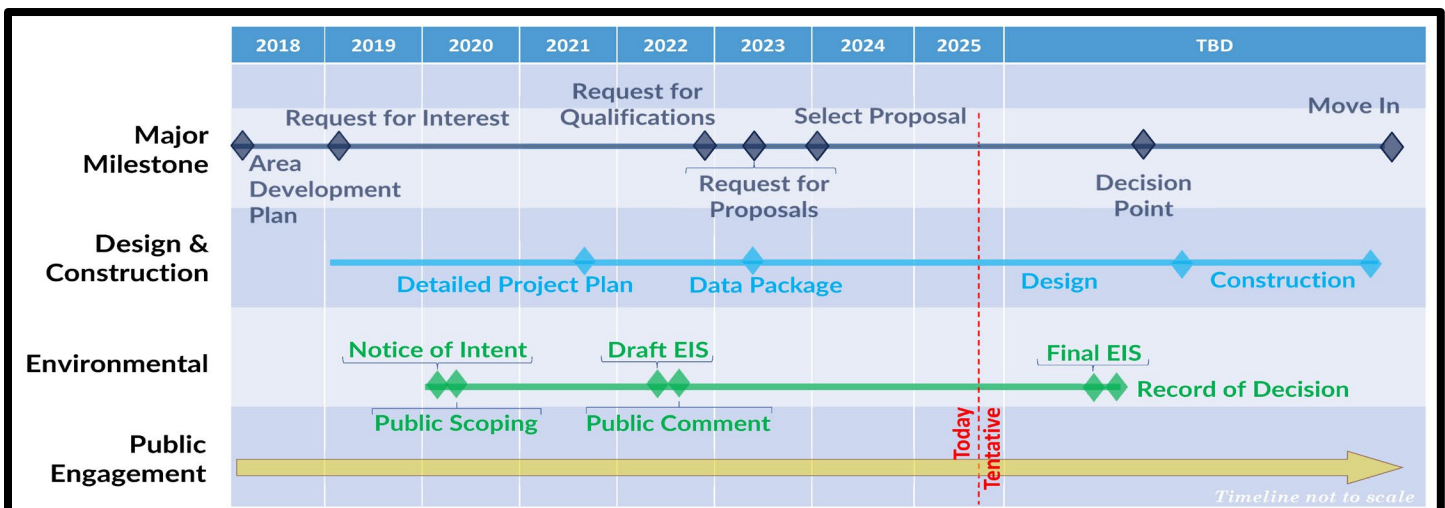 2018 2019 2020 2021 2022 2023 2024 2025 TBD
Major
Milestone
Request for Interest
Request for
Qualifications
Select Proposal
Move In
Area
Development
Plan
Request for
Proposals
Decision
Point
Design &
Construction
Detailed Project Plan
Data Package
Design
Construction
Environmental
Notice of Intent
Draft EIS
Final EIS
Record of Decision
Public Scoping
Public Comment
Public
Engagement
Today
Tentative
Timeline not to scale